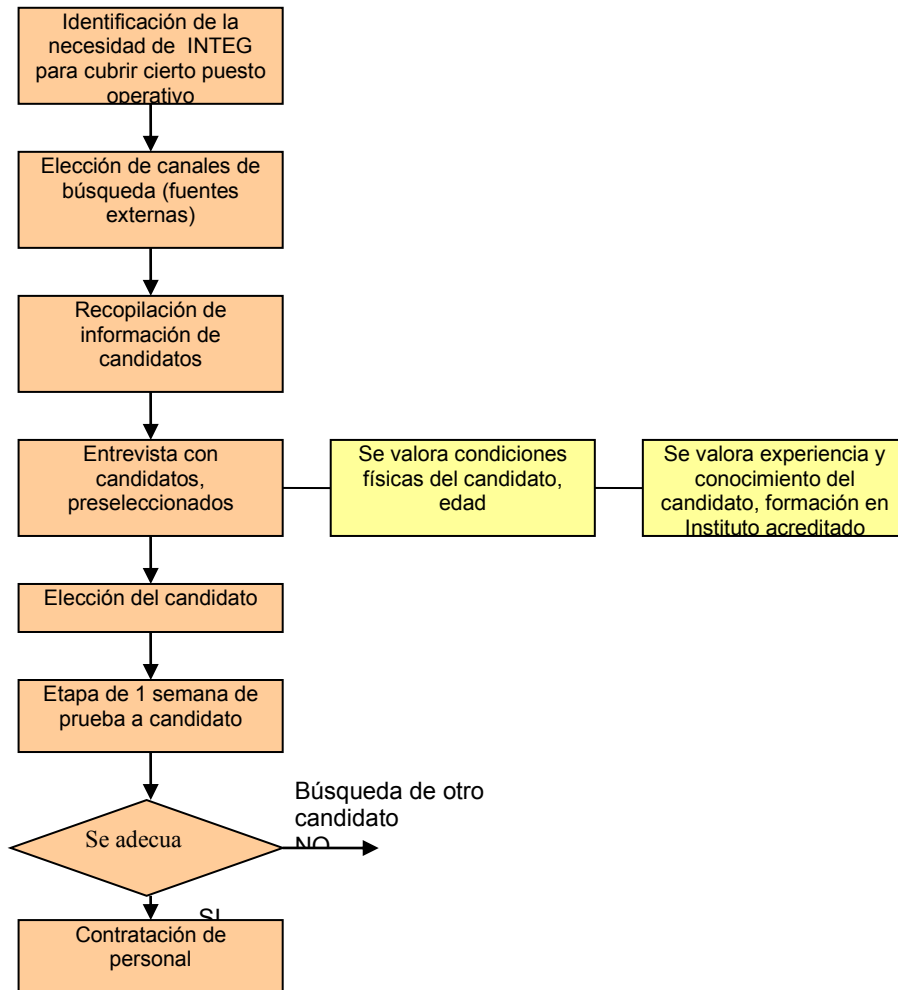 Identificación de la
necesidad de INTEG
para cubrir cierto puesto
operativo
Elección de canales de
búsqueda (fuentes
externas)
Recopilación de
información de
candidatos
Entrevista con
candidatos,
preseleccionados
Se valora condiciones
físicas del candidato,
edad
Se valora experiencia y
conocimiento del
candidato, formación en
Instituto acreditado
Elección del candidato
Etapa de 1 semana de
prueba a candidato
Búsqueda de otro
candidato
NO
Se adecua
SI
Contratación de
personal